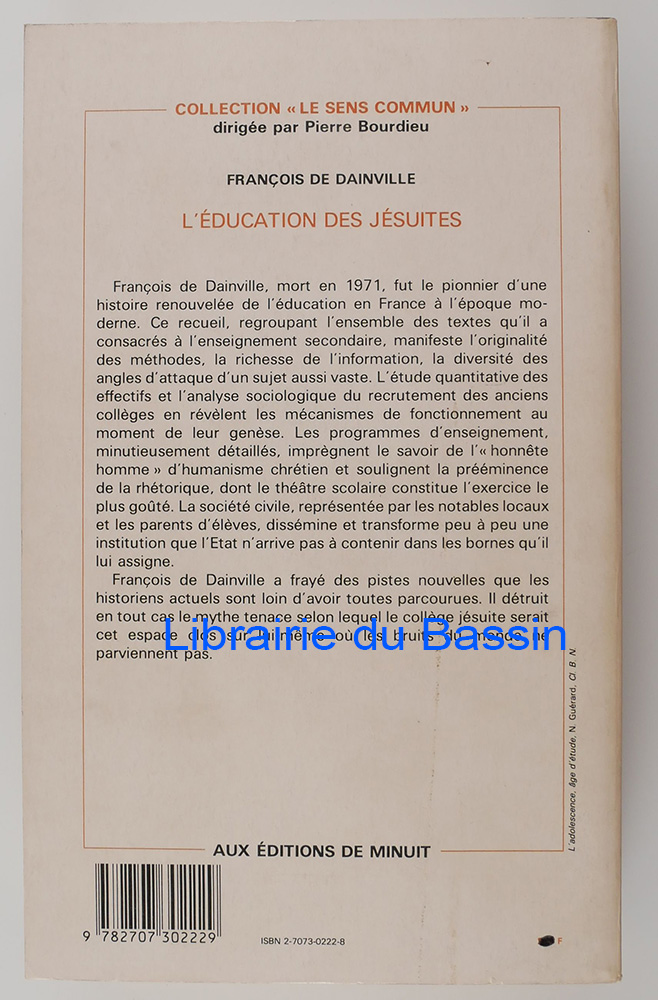 COLLECTION « LE SENS COMMUN »
dirigée par Pierre Bourdieu
FRANÇOIS DE DAINVILLE
L'ÉDUCATION DES JÉSUITES
François de Dainville, mort en 1971, fut le pionnier d'une
histoire renouvelée de l'éducation en France à l'époque mo-
derne. Ce recueil, regroupant l'ensemble des textes qu'il a
consacrés à l'enseignement secondaire, manifeste l'originalité
des méthodes, la richesse de l'information, la diversité des
angles d'attaque d'un sujet aussi vaste. L'étude quantitative des
effectifs et l'analyse sociologique du recrutement des anciens
collèges en révèlent les mécanismes de fonctionnement au
moment de leur genèse. Les programmes d'enseignement,
minutieusement détaillés, imprègnent le savoir de l'« honnête
homme » d'humanisme chrétien et soulignent la prééminence
de la rhétorique, dont le théâtre scolaire constitue l'exercice le
plus goûté. La société civile, représentée par les notables locaux
et les parents d'élèves, dissémine et transforme peu à peu une
institution que l'Etat n'arrive pas à contenir dans les bornes qu'il
lui assigne.
François de Dainville a frayé des pistes nouvelles que les
historiens actuels sont loin d'avoir toutes parcourues. Il détruit
en tout cas le mythe tenace selon lequel le collège jésuite serait
cet espace clos sur lui-même où les bruits du monde ne
parviennent pas.
Librairie du Bassin
L'adolescence, âge d'étude, N. Guérard, Cl. B. N.
AUX ÉDITIONS DE MINUIT
9 782707 302229
ISBN 2-7073-0222-8
F